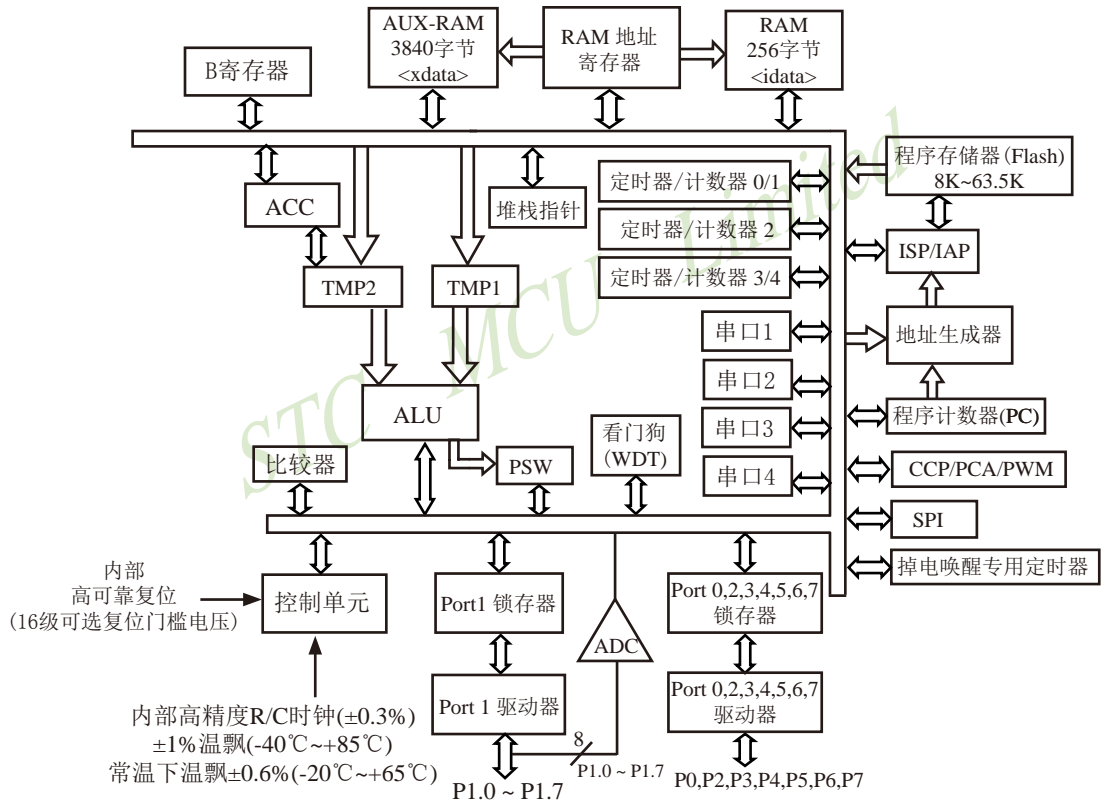 AUX-RAM
3840字节
<xdata>
RAM 地址
寄存器
RAM
256字节
<idata>
B寄存器
程序存储器(Flash)
8K~63.5K
ACC
堆栈指针
定时器/计数器 0/1
定时器/计数器 2
定时器/计数器 3/4
ISP/IAP
TMP2
TMP1
串口1
地址生成器
串口2
ALU
串口3
程序计数器(PC)
看门狗
(WDT)
比较器
PSW
串口4
CCP/PCA/PWM
SPI
掉电唤醒专用定时器
内部
高可靠复位
(16级可选复位门槛电压)
控制单元
Port1 锁存器
ADC
Port 0,2,3,4,5,6,7
锁存器
Port 1 驱动器
Port 0,2,3,4,5,6,7
驱动器
内部高精度R/C时钟(±0.3%)
±1%温飘(-40℃~+85℃)
常温下温飘±0.6%(-20℃~+65℃)
8
P1.0 ~ P1.7
P1.0 ~ P1.7
P0,P2,P3,P4,P5,P6,P7
STC MCU Limited